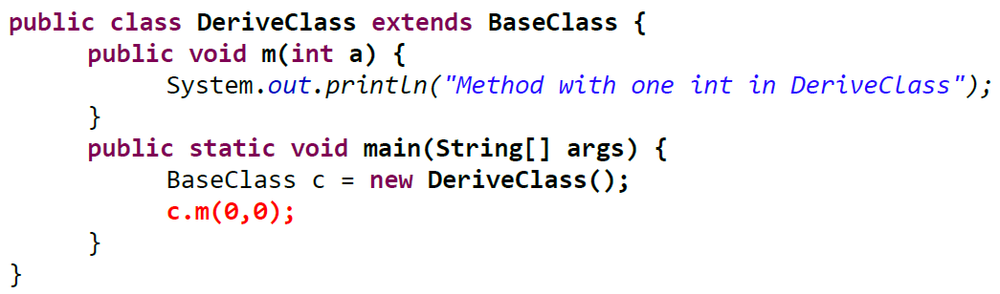 public class DeriveClass extends BaseClass {
public void m(int a) {
System.out.println("Method with one int in DeriveClass");
}
public static void main(String[] args) {
BaseClass c = new DeriveClass();
c.m(0,0);
}
}